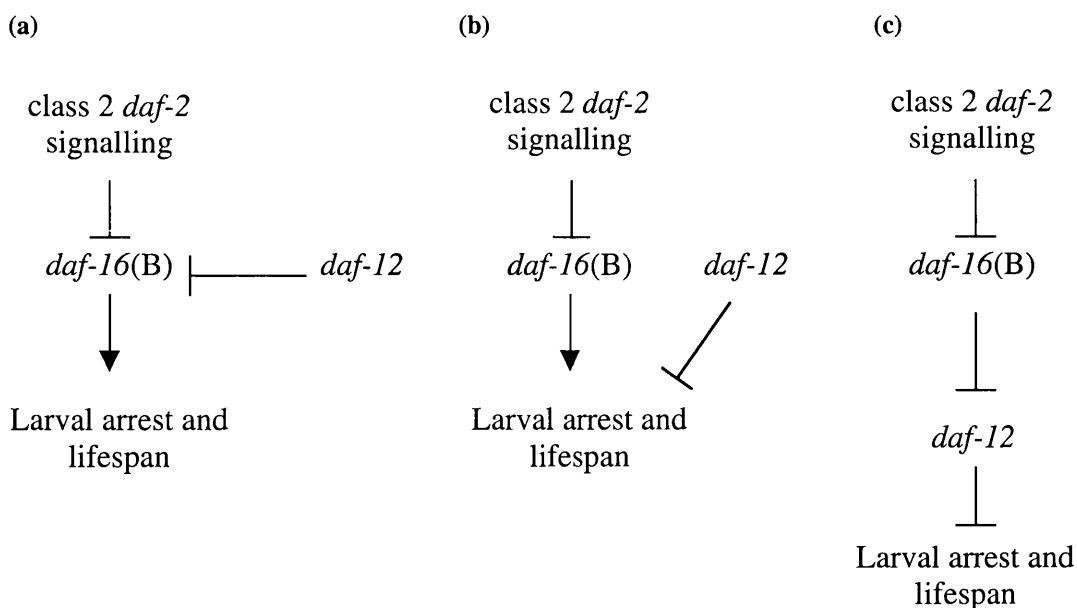 (a)
class 2 daf-2
signalling
daf-16(B)
daf-12
Larval arrest and
lifespan
(b)
class 2 daf-2
signalling
daf-16(B)
daf-12
Larval arrest and
lifespan
(c)
class 2 daf-2
signalling
daf-16(B)
daf-12
Larval arrest and
lifespan